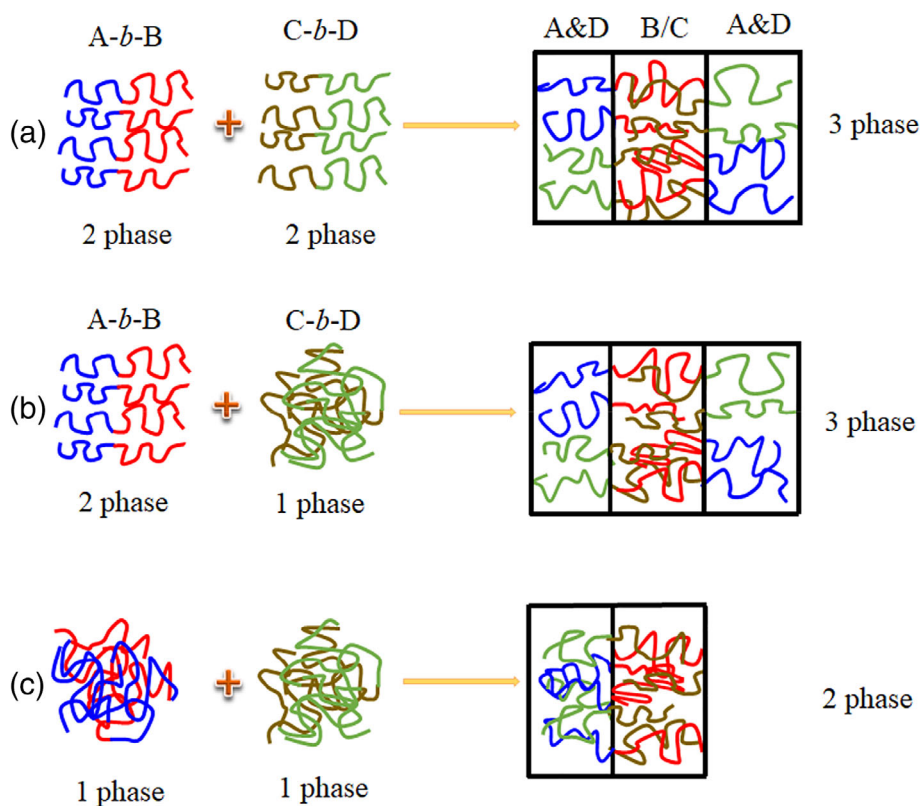 A-b-B C-b-D A&D B/C A&D
(a) 3 phase
2 phase 2 phase
A-b-B C-b-D
(b) 3 phase
2 phase 1 phase
(c) 2 phase
1 phase 1 phase